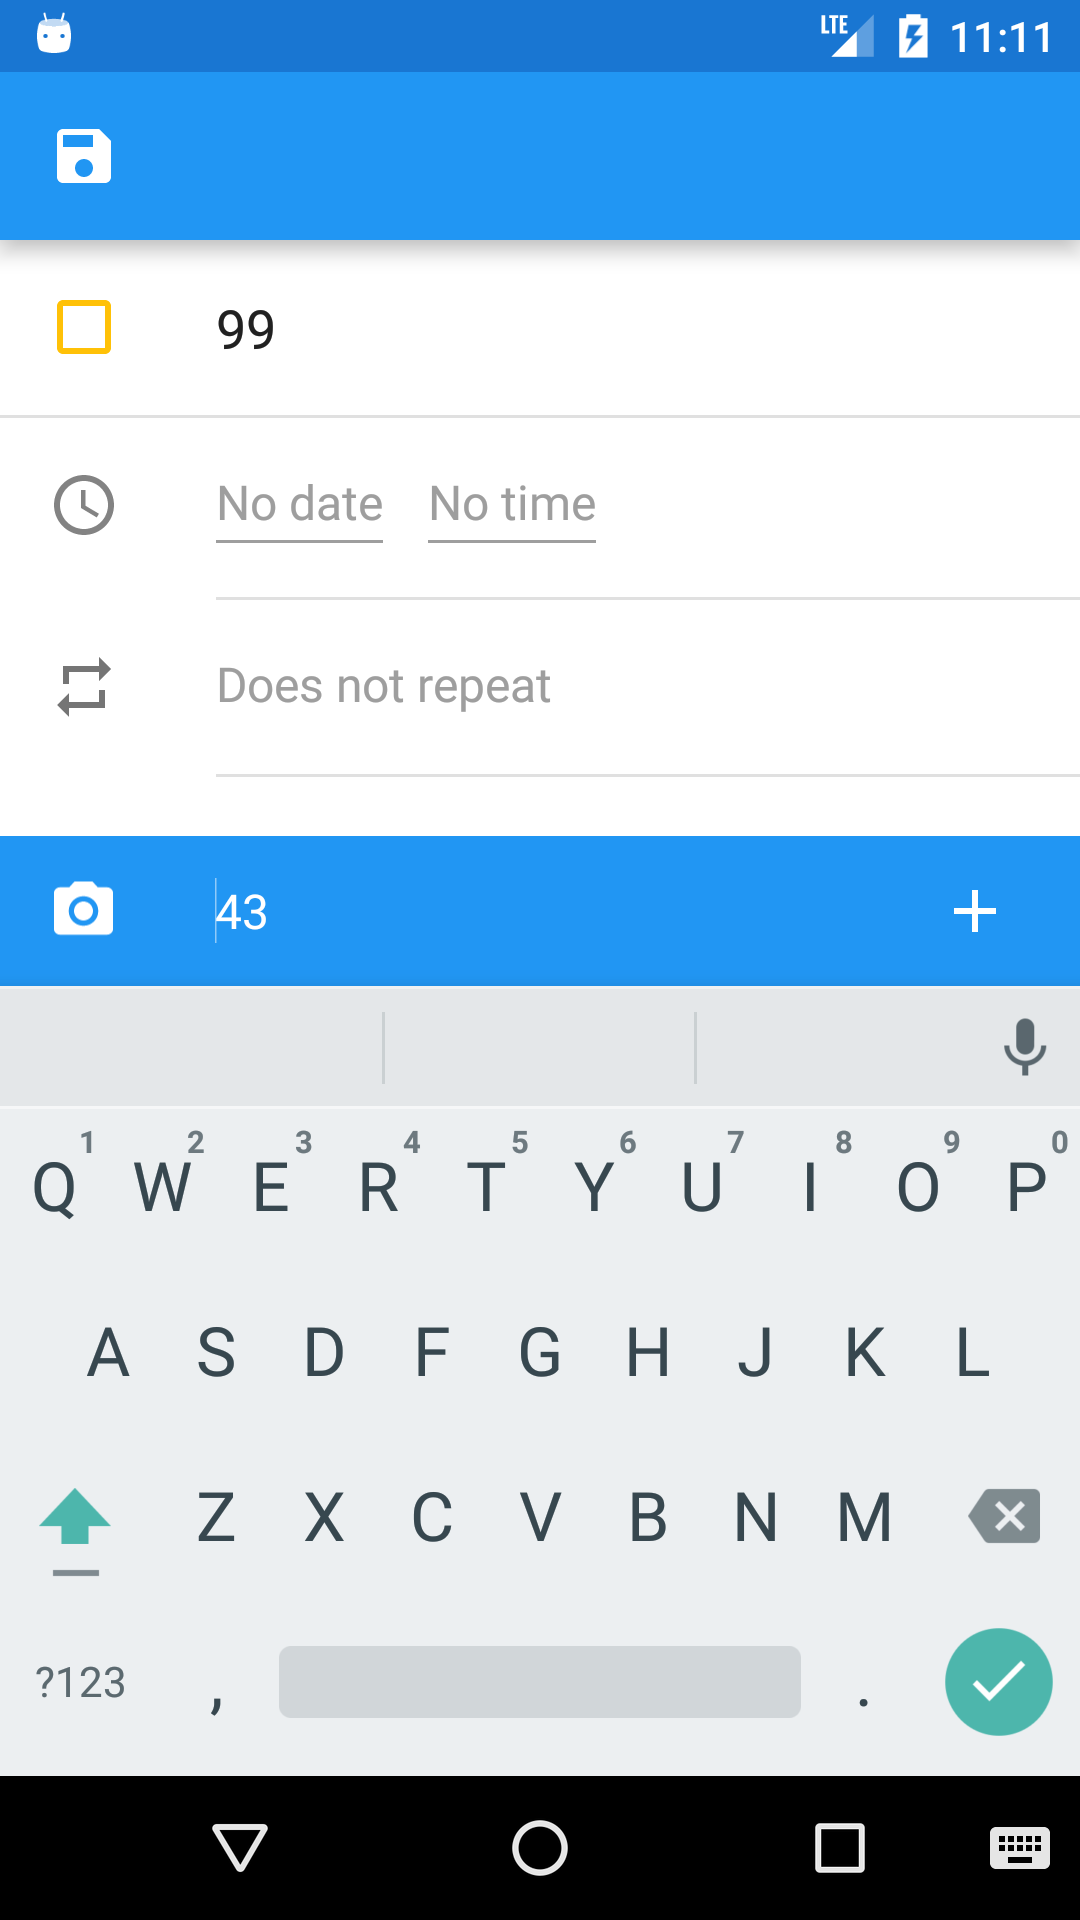 LTE 11:11
99
No date No time
Does not repeat
43
1 2 3 4 5 6 7 8 9 0
Q W E R T Y U I O P
A S D F G H J K L
Z X C V B N M
?123 , .